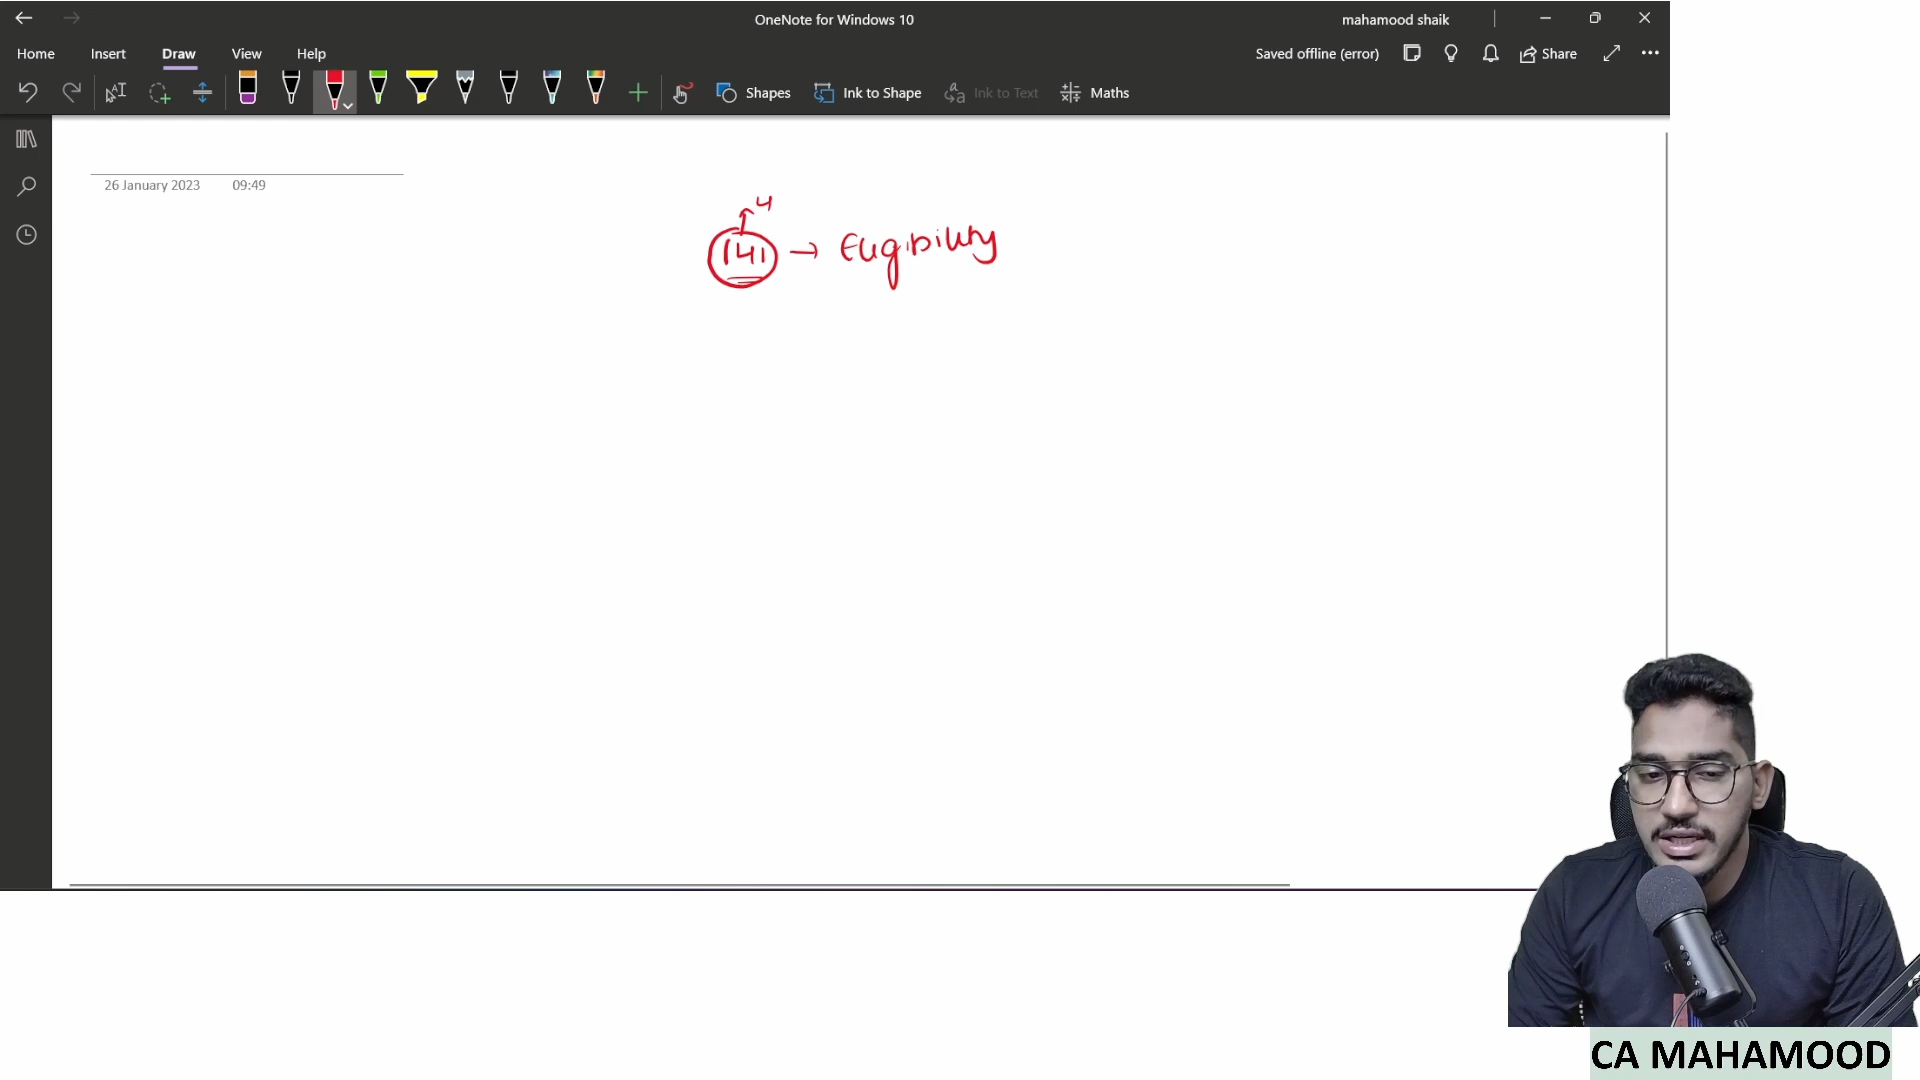 OneNote for Windows 10
mahamood shaik
Home Insert Draw View Help
Saved offline (error) Share
Shapes Ink to Shape Ink to Text Maths
26 January 2023 09:49
4
141 → Eligibility
CA MAHAMOOD